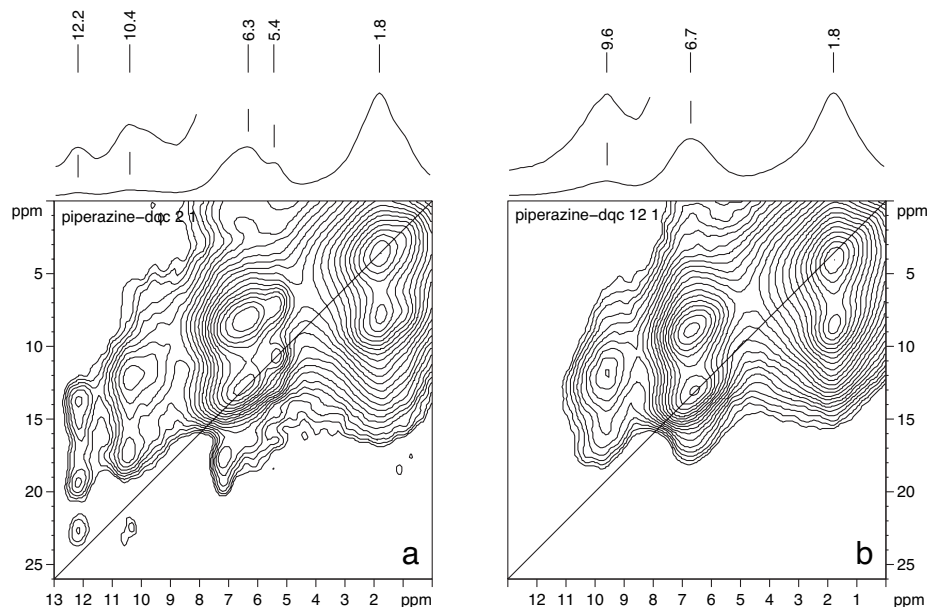 12.2 10.4 6.3 5.4 1.8
9.6 6.7 1.8
ppm
piperazine−dqc 2 1
5
10
15
20
25
a
13 12 11 10 9 8 7 6 5 4 3 2 ppm
piperazine−dqc 12 1
ppm
5
10
15
20
25
b
12 11 10 9 8 7 6 5 4 3 2 1 ppm